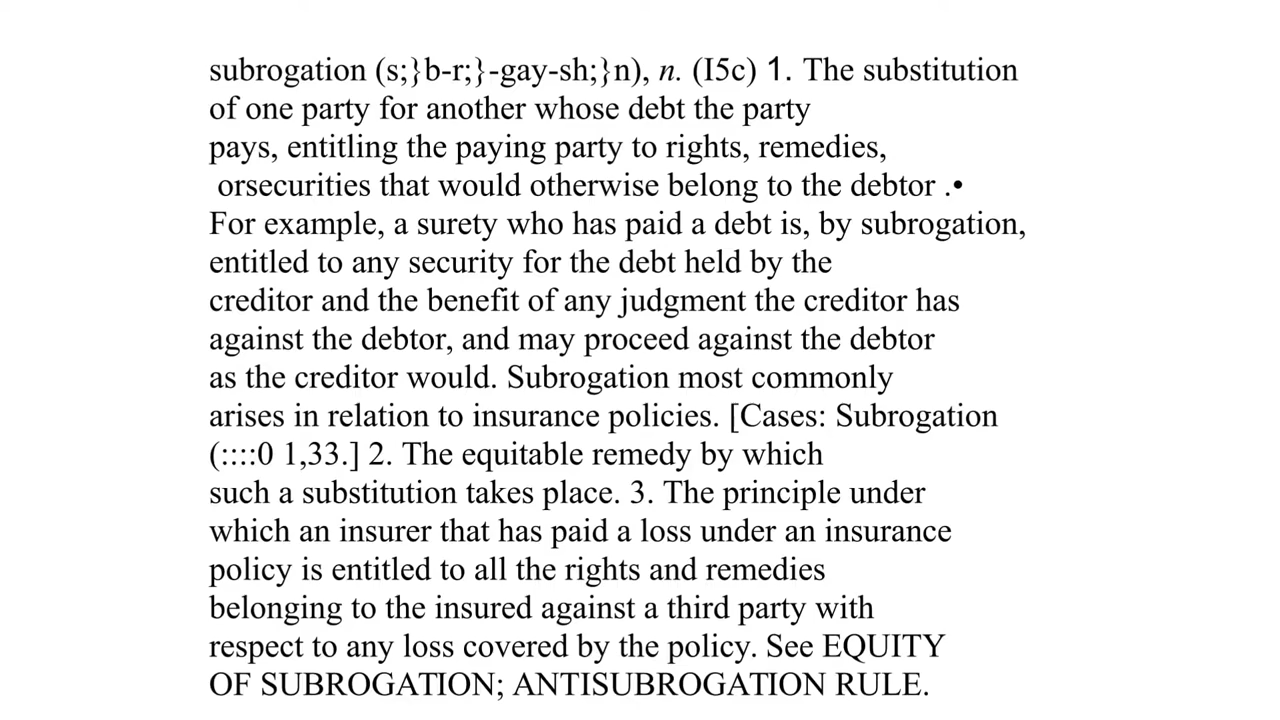 subrogation (s;}b-r;}-gay-sh;}n), n. (I5c) 1. The substitution
of one party for another whose debt the party
pays, entitling the paying party to rights, remedies,
orsecurities that would otherwise belong to the debtor .•
For example, a surety who has paid a debt is, by subrogation,
entitled to any security for the debt held by the
creditor and the benefit of any judgment the creditor has
against the debtor, and may proceed against the debtor
as the creditor would. Subrogation most commonly
arises in relation to insurance policies. [Cases: Subrogation
(::::0 1,33.] 2. The equitable remedy by which
such a substitution takes place. 3. The principle under
which an insurer that has paid a loss under an insurance
policy is entitled to all the rights and remedies
belonging to the insured against a third party with
respect to any loss covered by the policy. See EQUITY
OF SUBROGATION; ANTISUBROGATION RULE.